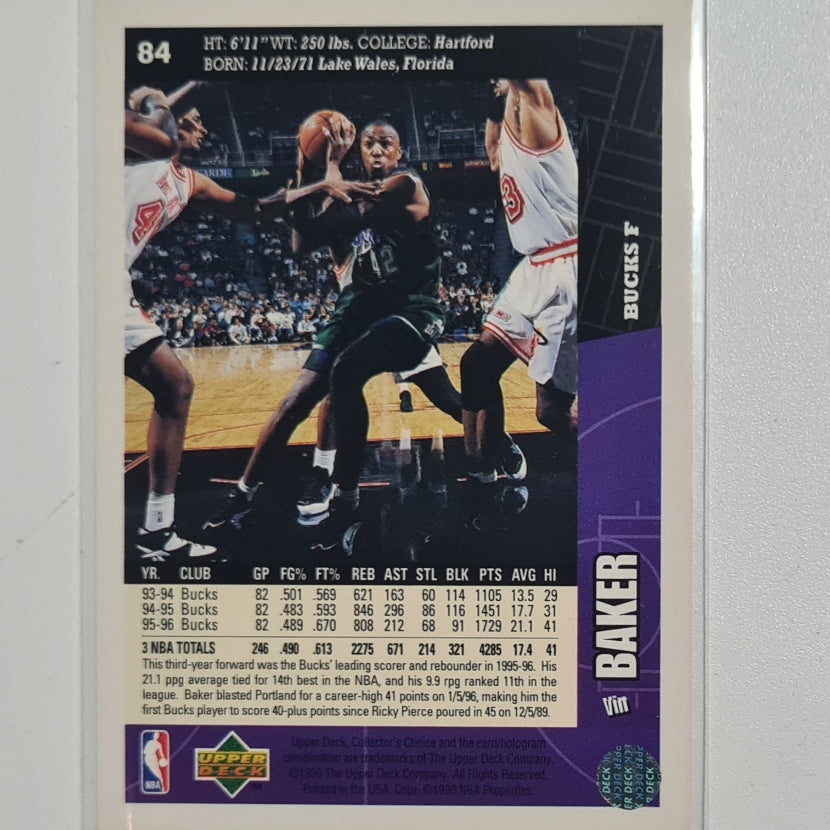 84
HT: 6'11" WT: 250 lbs. COLLEGE: Hartford
BORN: 11/23/71 Lake Wales, Florida
4
3
2
BUCKS F
BAKER
Vin
YR. CLUB GP FG% FT% REB AST STL BLK PTS AVG HI
93-94 Bucks 82 .501 .569 621 163 60 114 1105 13.5 29
94-95 Bucks 82 .483 .593 846 296 86 116 1451 17.7 31
95-96 Bucks 82 .489 .670 808 212 68 91 1729 21.1 41
3 NBA TOTALS 246 .490 .613 2275 671 214 321 4285 17.4 41
This third-year forward was the Bucks' leading scorer and rebounder in 1995-96. His
21.1 ppg average tied for 14th best in the NBA, and his 9.9 rpg ranked 11th in the
league. Baker blasted Portland for a career-high 41 points on 1/5/96, making him the
first Bucks player to score 40-plus points since Ricky Pierce poured in 45 on 12/5/89.
NBA
UPPER
DECK
TM
Upper Deck, Collector's Choice and the card/hologram
combination are trademarks of The Upper Deck Company.
©1996 The Upper Deck Company. All Rights Reserved.
Printed in the USA. Copr. ©1996 NBA Properties.
UPPER DECK